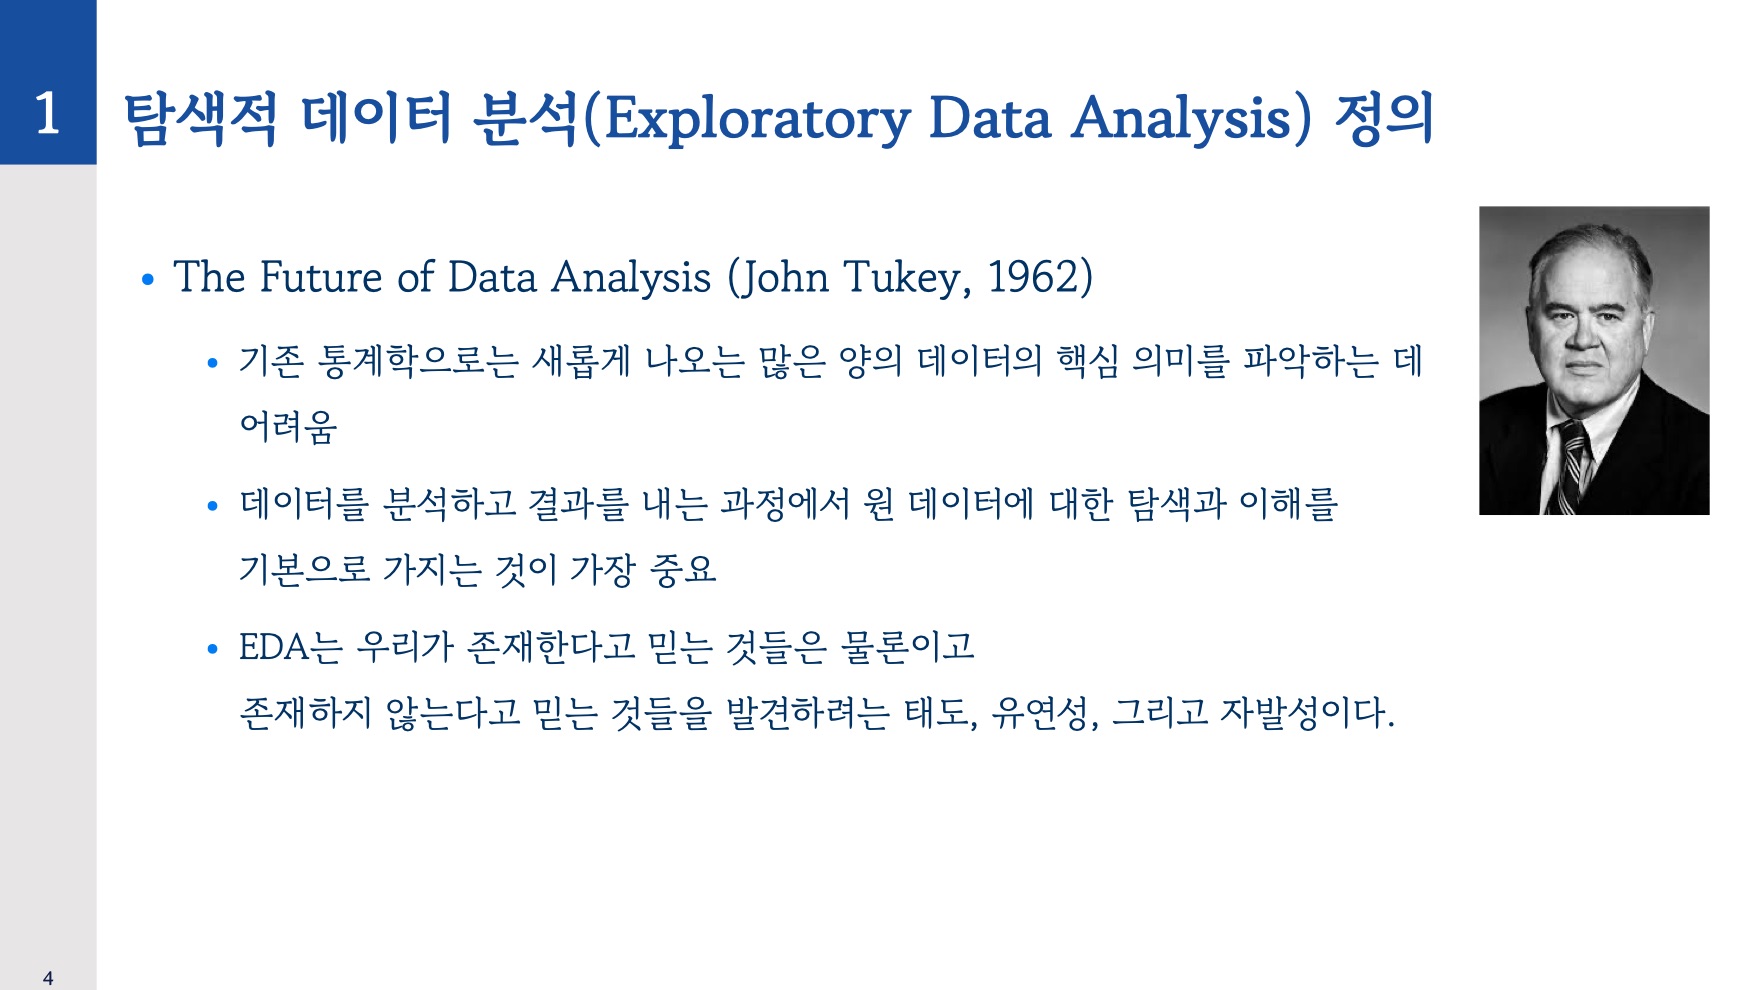 1
탐색적 데이터 분석(Exploratory Data Analysis) 정의
• The Future of Data Analysis (John Tukey, 1962)
• 기존 통계학으로는 새롭게 나오는 많은 양의 데이터의 핵심 의미를 파악하는 데
어려움
• 데이터를 분석하고 결과를 내는 과정에서 원 데이터에 대한 탐색과 이해를
기본으로 가지는 것이 가장 중요
• EDA는 우리가 존재한다고 믿는 것들은 물론이고
존재하지 않는다고 믿는 것들을 발견하려는 태도, 유연성, 그리고 자발성이다.
4